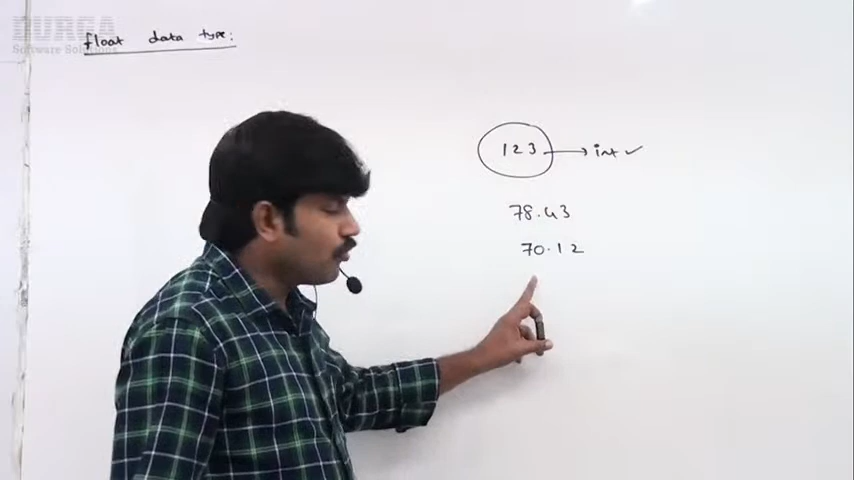 DURGA
Software Solutions
float data type:
123 → int ✓
78.43
70.12